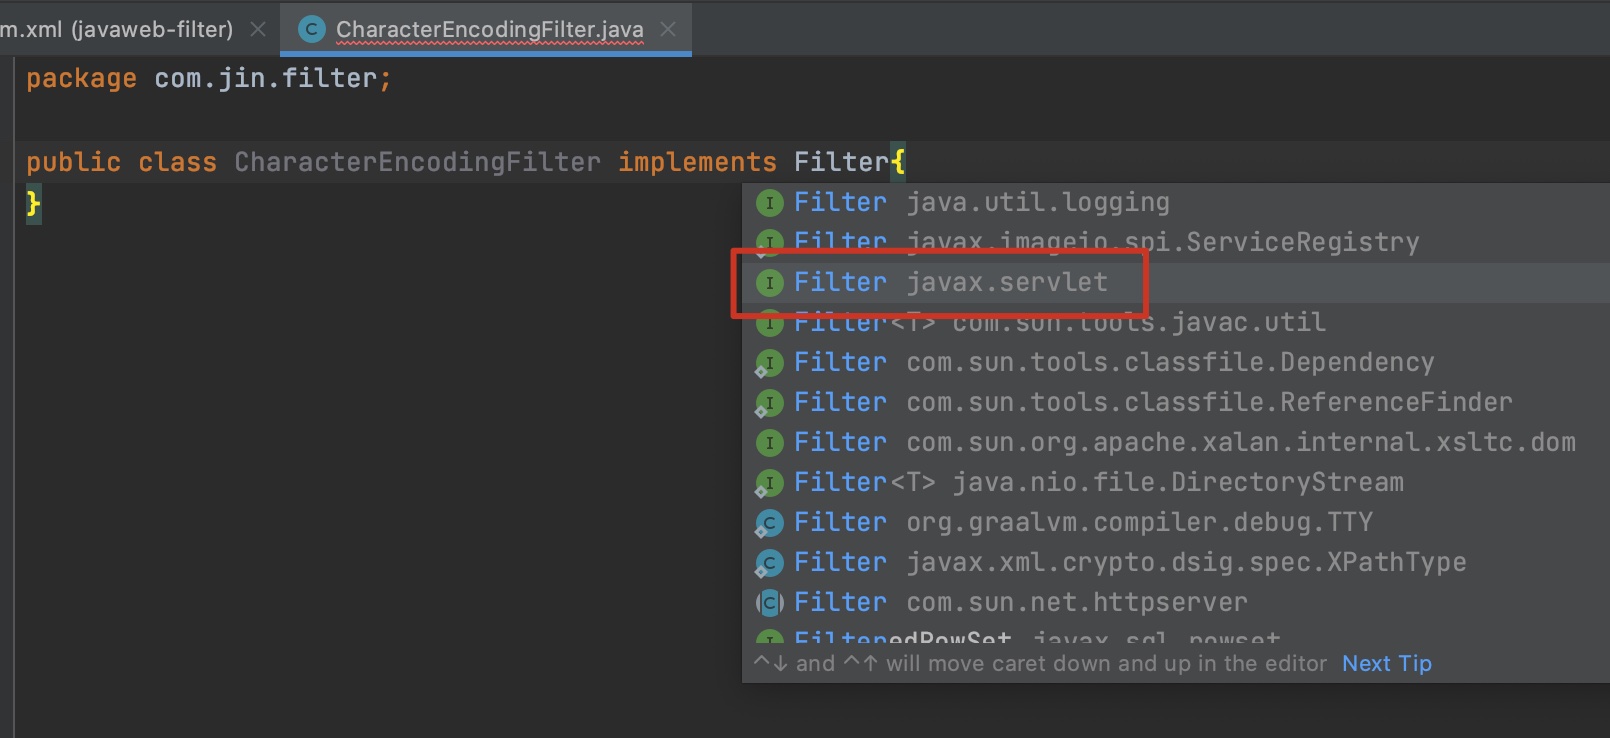 m.xml (javaweb-filter)
CharacterEncodingFilter.java
package com.jin.filter;
public class CharacterEncodingFilter implements Filter{
}
Filter java.util.logging
Filter javax.imageio.spi.ServiceRegistry
Filter javax.servlet
Filter<T> com.sun.tools.javac.util
Filter com.sun.tools.classfile.Dependency
Filter com.sun.tools.classfile.ReferenceFinder
Filter com.sun.org.apache.xalan.internal.xsltc.dom
Filter<T> java.nio.file.DirectoryStream
Filter org.graalvm.compiler.debug.TTY
Filter javax.xml.crypto.dsig.spec.XPathType
Filter com.sun.net.httpserver
FilteredRowSet javax.sql.rowset
^↓ and ^↑ will move caret down and up in the editor Next Tip